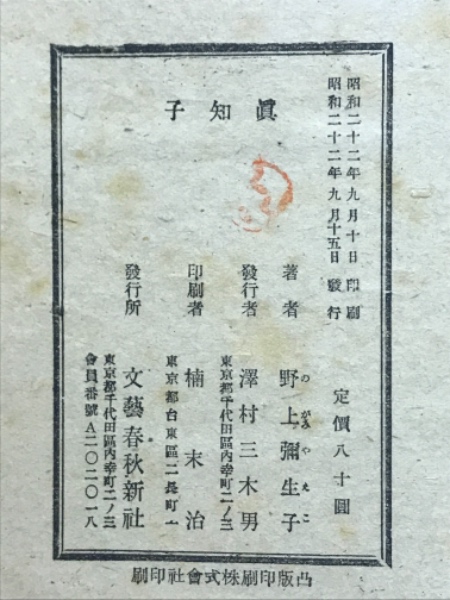 昭和二十二年九月十日 印刷
昭和二十二年九月十五日 發行
眞知子
定價八十圓
著者 野上彌生子
のがみやえこ
發行者 澤村三木男
東京都千代田區內幸町二ノ三
印刷者 楠末治
東京都台東區二長町一
發行所 文藝春秋新社
東京都千代田區內幸町二ノ三
會員番號A二〇二〇一八
凸版印刷株式會社印刷